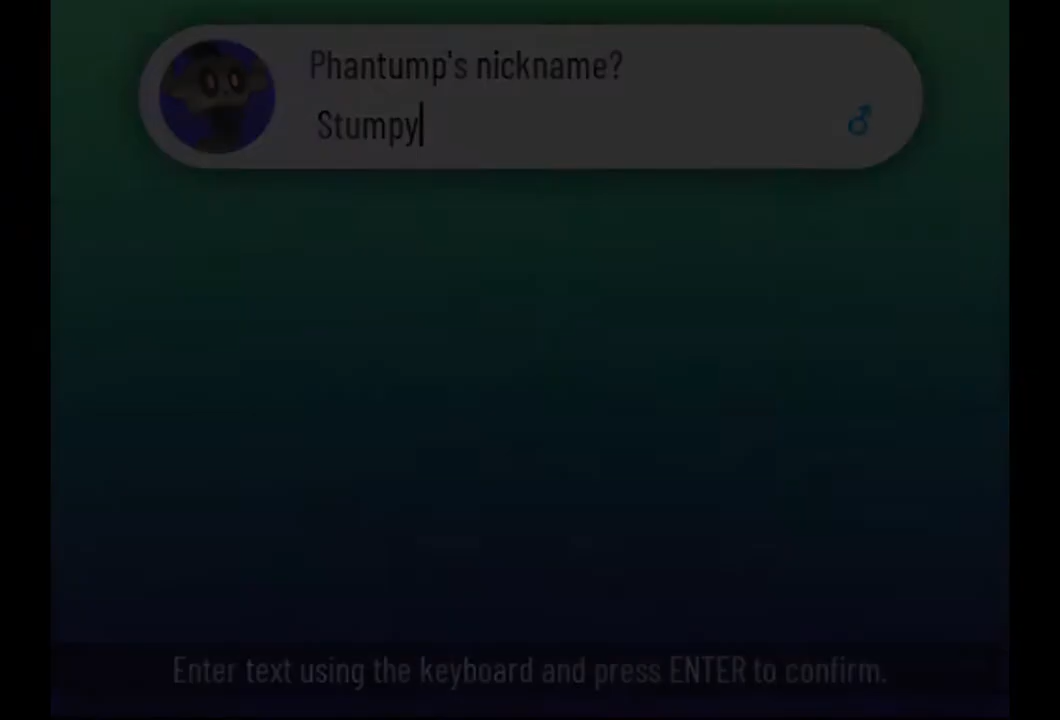 Phantump's nickname?
Stumpy
Enter text using the keyboard and press ENTER to confirm.